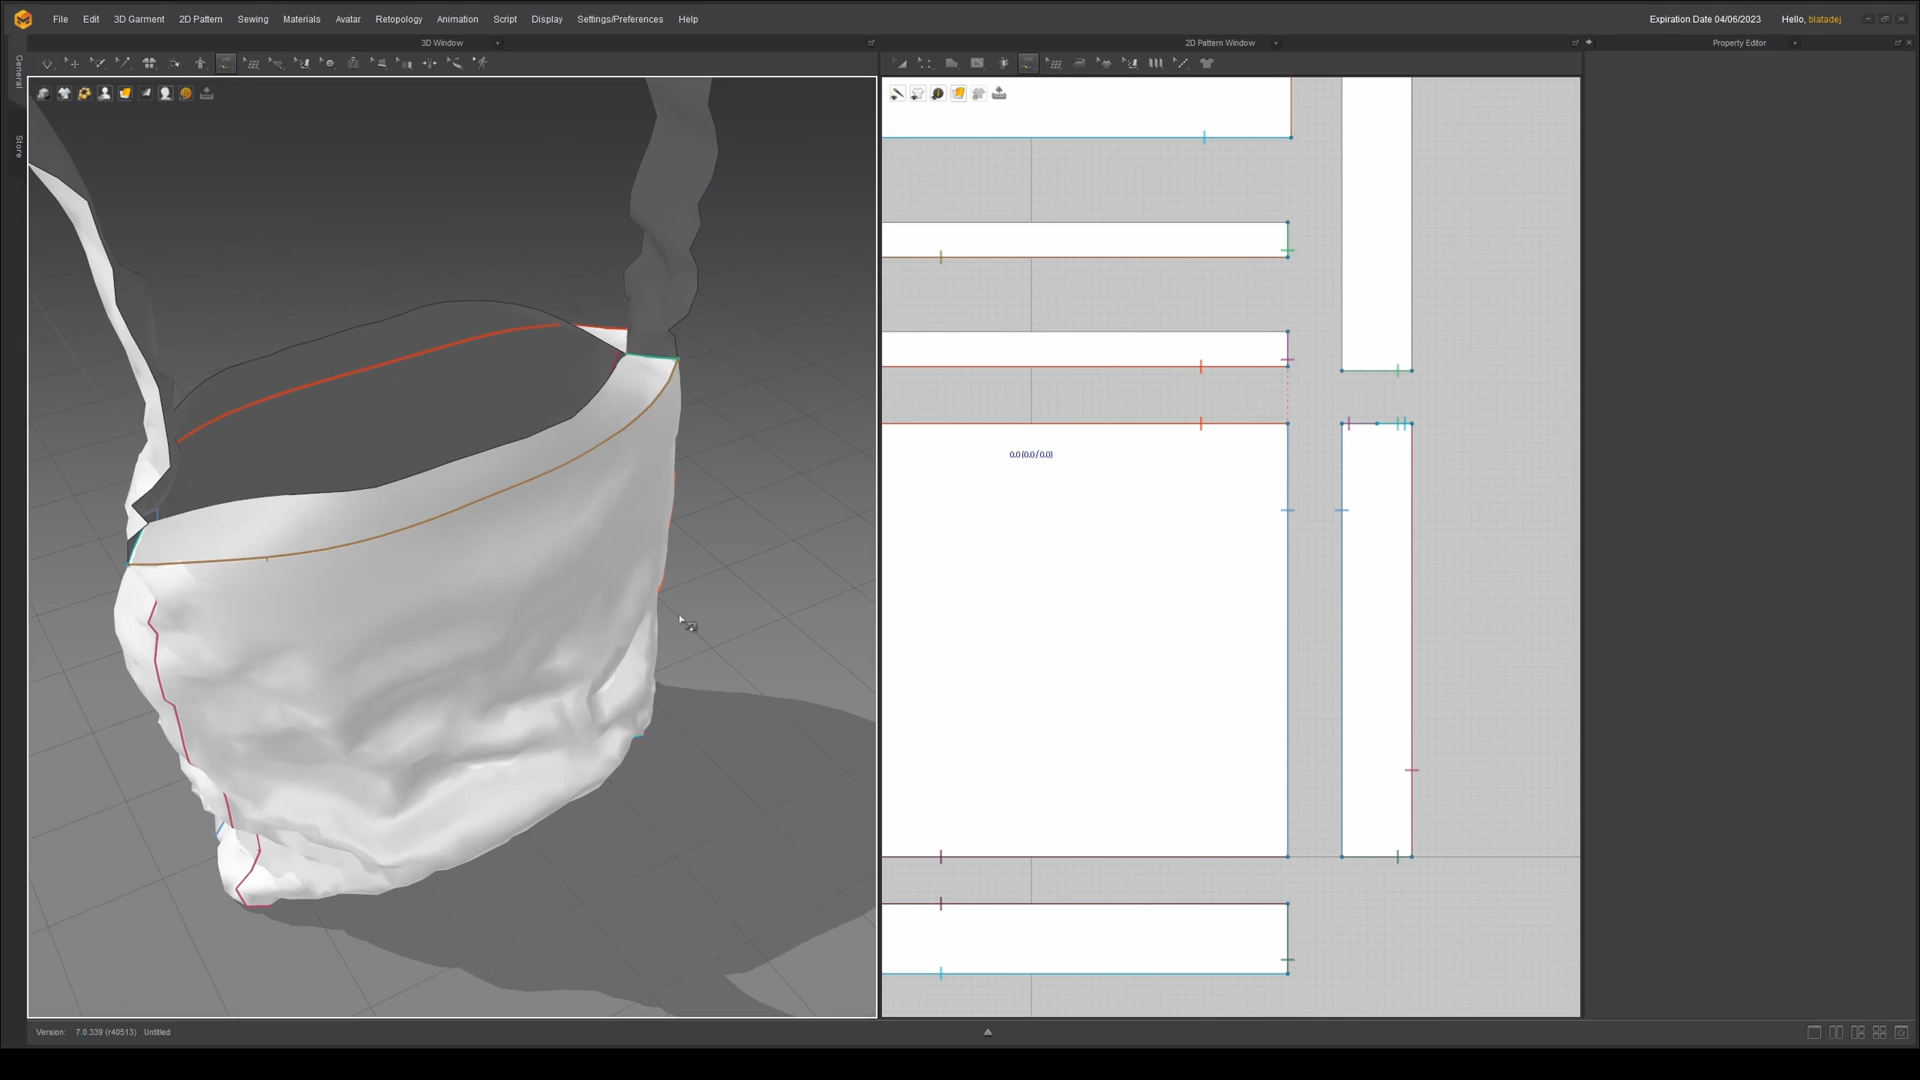 File Edit 3D Garment 2D Pattern Sewing Materials Avatar Retopology Animation Script Display Settings/Preferences Help Expiration Date 04/06/2023 Hello, blatadej
3D Window 2D Pattern Window Property Editor
General
Store
0.0 (0.0 / 0.0)
Version: 7.0.339 (r40513) Untitled